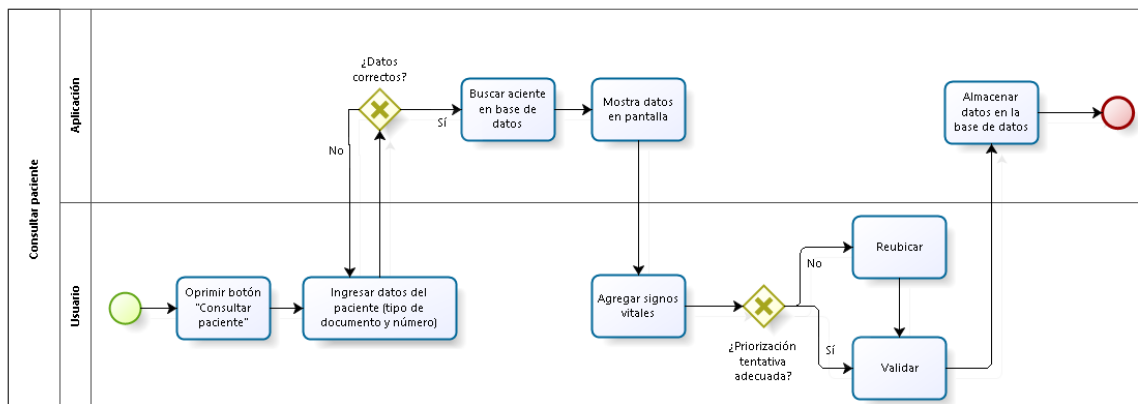 Consultar paciente
Aplicación
¿Datos
correctos?
No
Sí
Buscar aciente
en base de
datos
Mostra datos
en pantalla
Almacenar
datos en la
base de datos
Usuario
Oprimir botón
"Consultar
paciente"
Ingresar datos del
paciente (tipo de
documento y número)
Agregar signos
vitales
¿Priorización
tentativa
adecuada?
No
Sí
Reubicar
Validar